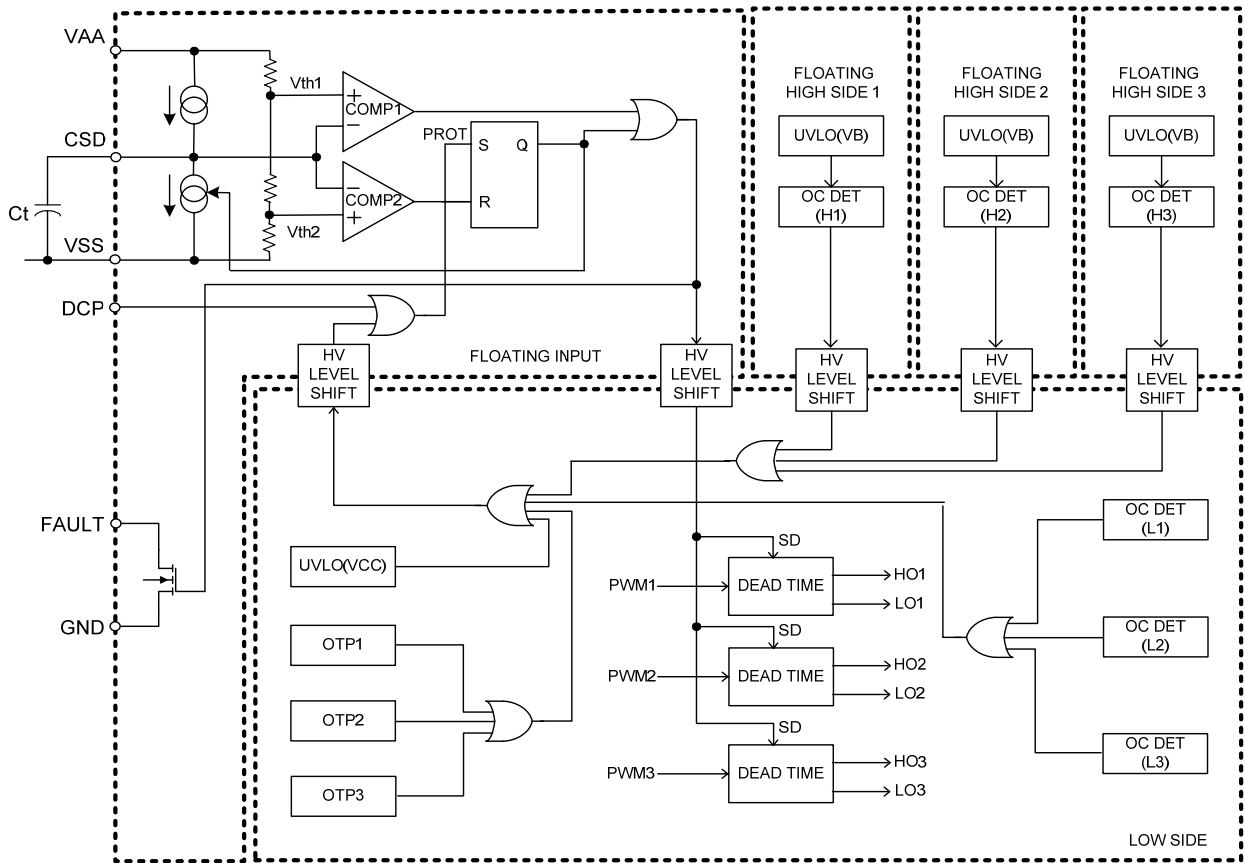 VAA
CSD
Ct
VSS
DCP
FAULT
GND
Vth1
Vth2
COMP1
COMP2
PROT
S
Q
R
FLOATING
HIGH SIDE 1
UVLO(VB)
OC DET
(H1)
FLOATING
HIGH SIDE 2
UVLO(VB)
OC DET
(H2)
FLOATING
HIGH SIDE 3
UVLO(VB)
OC DET
(H3)
HV
LEVEL
SHIFT
FLOATING INPUT
HV
LEVEL
SHIFT
HV
LEVEL
SHIFT
HV
LEVEL
SHIFT
HV
LEVEL
SHIFT
UVLO(VCC)
OTP1
OTP2
OTP3
SD
PWM1
DEAD TIME
HO1
LO1
SD
PWM2
DEAD TIME
HO2
LO2
SD
PWM3
DEAD TIME
HO3
LO3
OC DET
(L1)
OC DET
(L2)
OC DET
(L3)
LOW SIDE